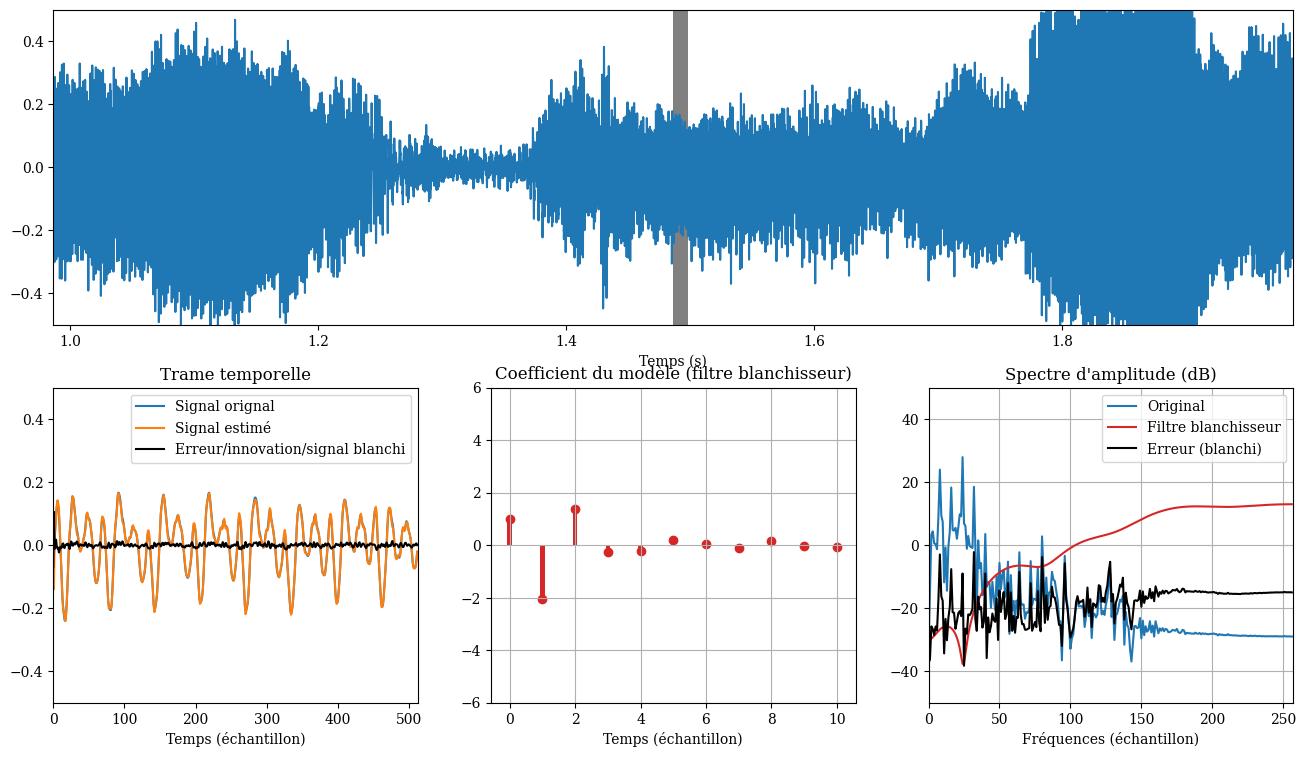 0.4
0.2
0.0
−0.2
−0.4
1.0 1.2 1.4 1.6 1.8
Temps (s)
Trame temporelle
Signal orignal
Signal estimé
Erreur/innovation/signal blanchi
0.4
0.2
0.0
−0.2
−0.4
0 100 200 300 400 500
Temps (échantillon)
Coefficient du modèle (filtre blanchisseur)
6
4
2
0
−2
−4
−6
0 2 4 6 8 10
Temps (échantillon)
Spectre d'amplitude (dB)
Original
Filtre blanchisseur
Erreur (blanchi)
40
20
0
−20
−40
0 50 100 150 200 250
Fréquences (échantillon)